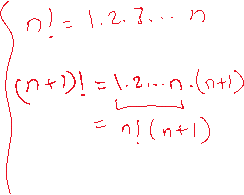 n! = 1.2.3... n
(n+1)! = 1.2...n.(n+1)
= n! (n+1)